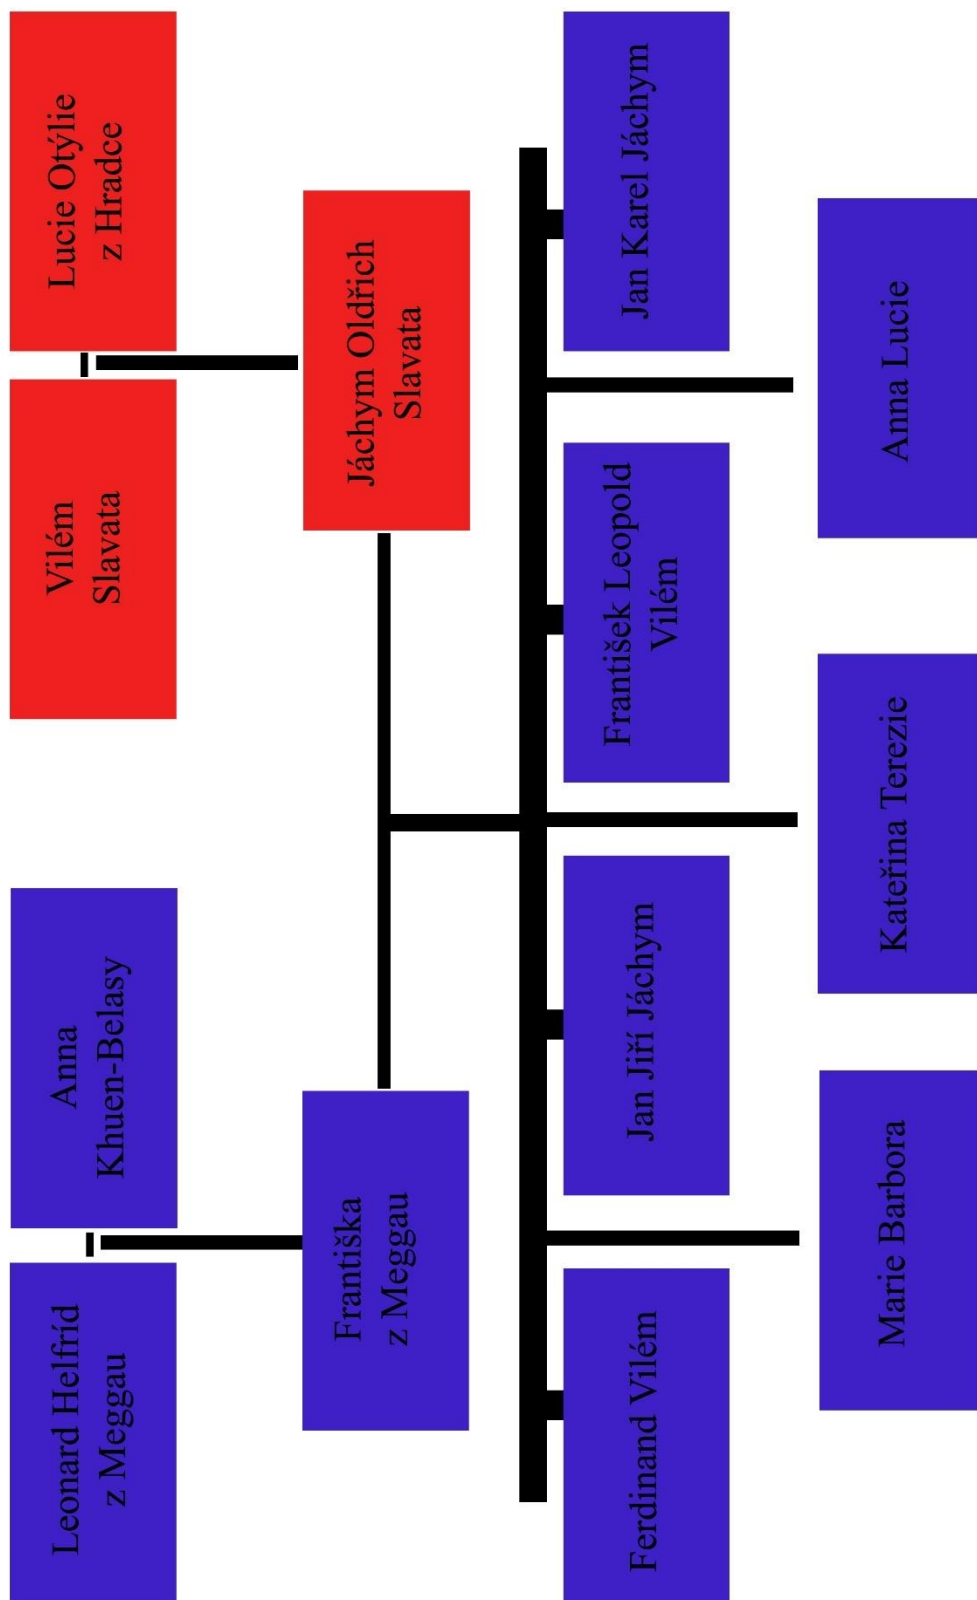 Leonard Helfríd
z Meggau
Anna
Khuen-Belasy
Vilém
Slavata
Lucie Otýlie
z Hradce
Františka
z Meggau
Jáchym Oldřich
Slavata
Ferdinand Vilém
Jan Jiří Jáchym
František Leopold
Vilém
Jan Karel Jáchym
Marie Barbora
Kateřina Terezie
Anna Lucie